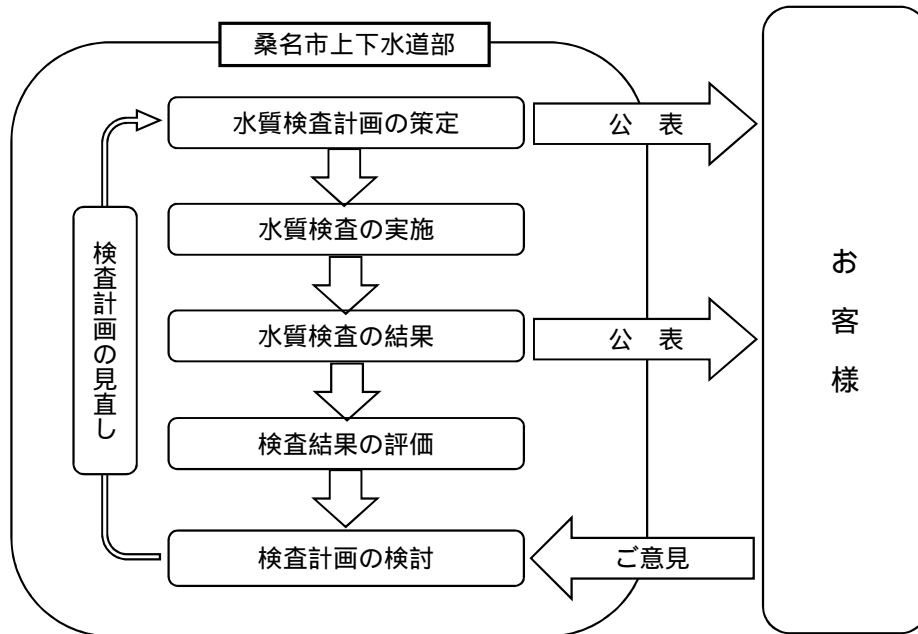 桑名市上下水道部
水質検査計画の策定
公　表
水質検査の実施
検査計画の見直し
水質検査の結果
公　表
お客様
検査結果の評価
検査計画の検討
ご意見